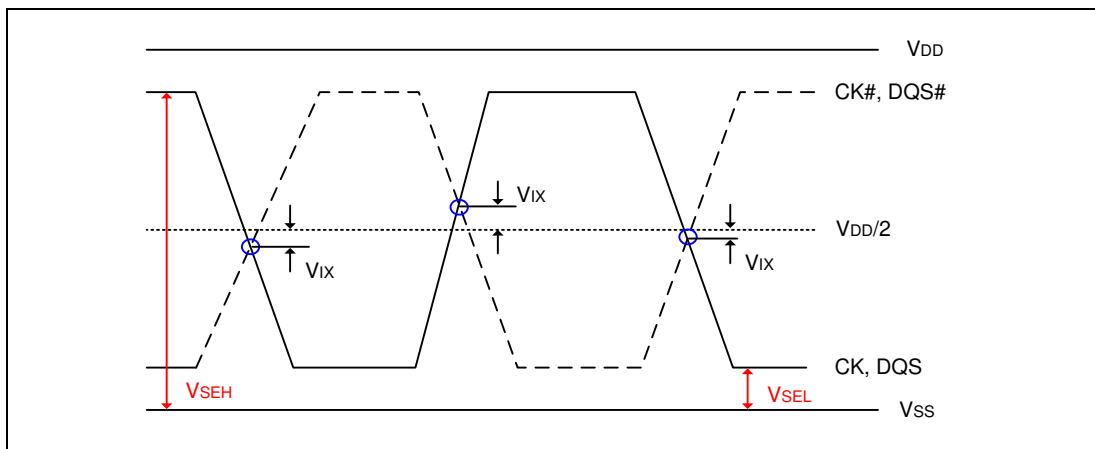 VDD
CK#, DQS#
VIX
VDD/2
VIX
VIX
CK, DQS
VSEH
VSEL
VSS